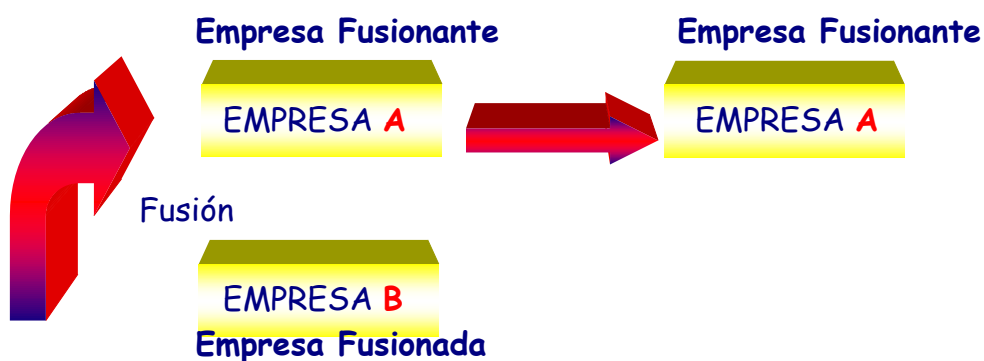 Empresa Fusionante
Empresa Fusionante
EMPRESA A
EMPRESA A
Fusión
EMPRESA B
Empresa Fusionada